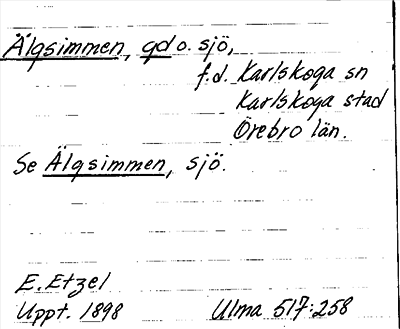 Älgsimmen, gd o. sjö,
f.d. Karlskoga sn
Karlskoga stad
Örebro län.
Se Älgsimmen, sjö.
E. Etzel
Uppt. 1898 Ulma 517:258